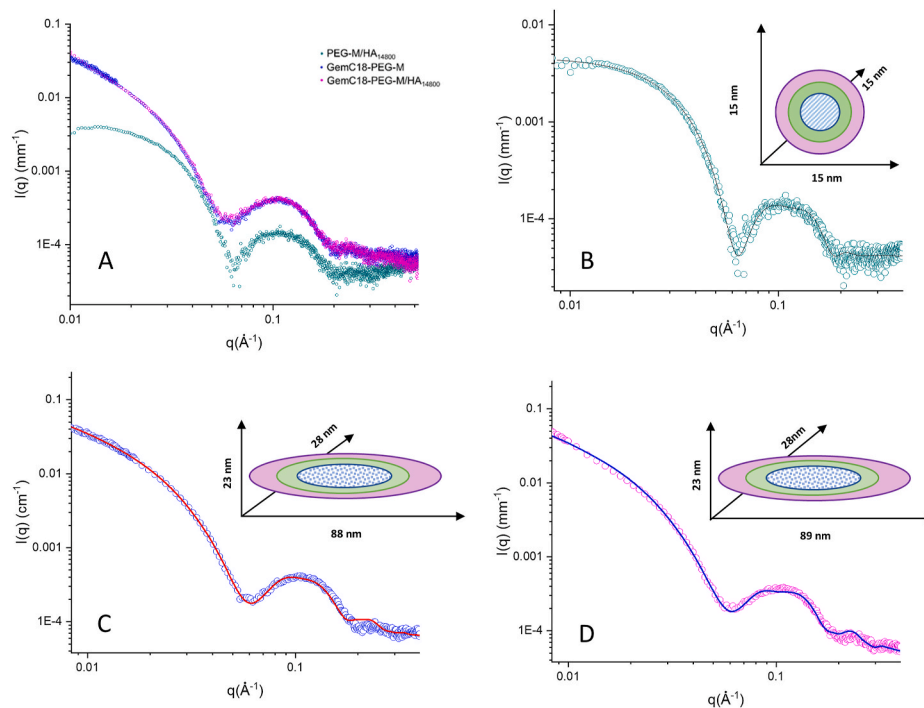 0.1
0.01
0.001
1E-4
I(q) (mm⁻¹)
PEG-M/HA₁₄₈₀₀
GemC18-PEG-M
GemC18-PEG-M/HA₁₄₈₀₀
A
0.01
0.1
q(Å⁻¹)
0.01
0.001
1E-4
I(q) (mm⁻¹)
15 nm
15 nm
15 nm
B
0.01
0.1
q(Å⁻¹)
0.1
0.01
0.001
1E-4
I(q) (cm⁻¹)
28 nm
23 nm
88 nm
C
0.01
0.1
q(Å⁻¹)
0.1
0.01
0.001
1E-4
I(q) (mm⁻¹)
28nm
23 nm
89 nm
D
0.01
0.1
q(Å⁻¹)